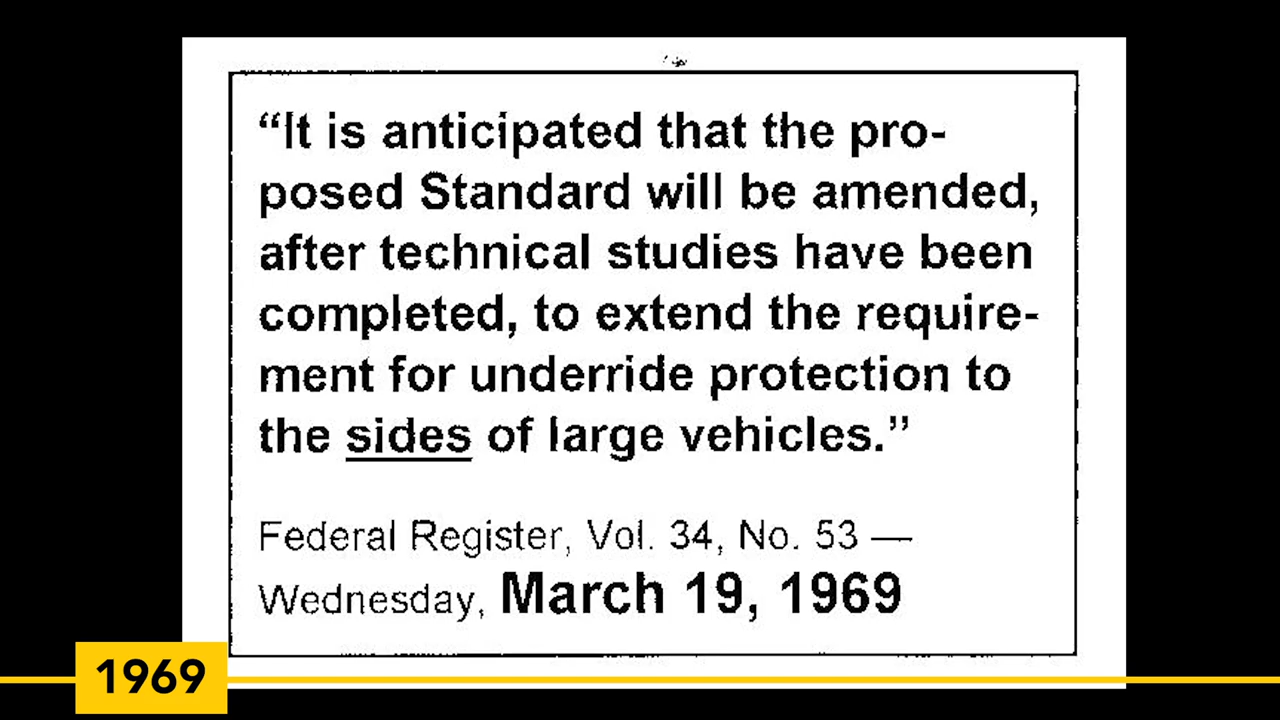 “It is anticipated that the pro-
posed Standard will be amended,
after technical studies have been
completed, to extend the require-
ment for underride protection to
the sides of large vehicles.”
Federal Register, Vol. 34, No. 53 —
Wednesday, March 19, 1969
1969